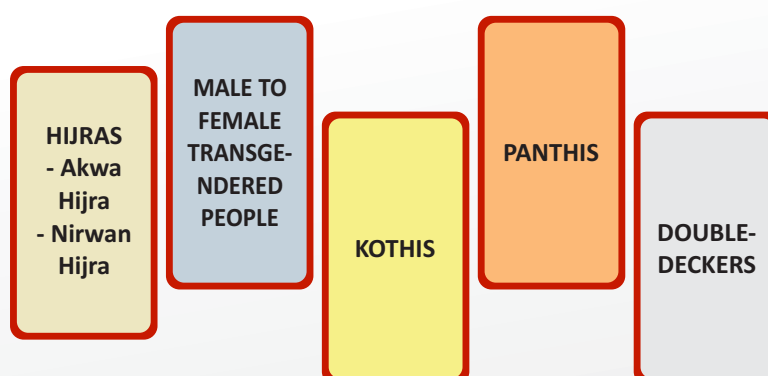 HIJRAS
- Akwa
Hijra
- Nirwan
Hijra
MALE TO
FEMALE
TRANSGE-
NDERED
PEOPLE
KOTHIS
PANTHIS
DOUBLE-
DECKERS